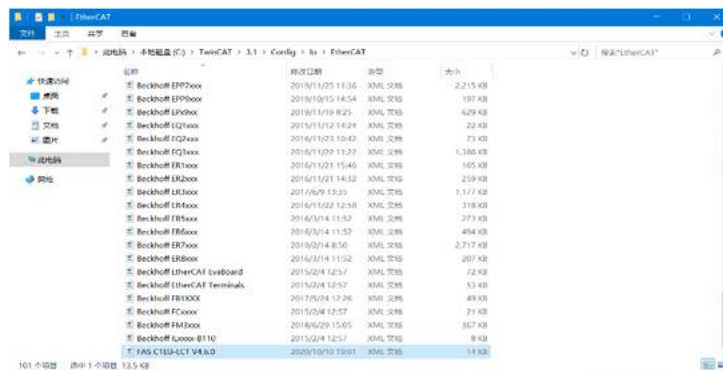 EtherCAT
文件 主页 共享 查看
此电脑 › 本地磁盘 (C:) › TwinCAT › 3.1 › Config › Io › EtherCAT
搜索"EtherCAT"
名称 修改日期 类型 大小
快速访问
桌面
下载
文档
图片
此电脑
网络
Beckhoff EPP7xxx 2019/11/25 11:36 XML 文档 2,215 KB
Beckhoff EPP9xxx 2019/10/15 14:54 XML 文档 197 KB
Beckhoff EPx9xx 2019/11/19 8:25 XML 文档 629 KB
Beckhoff EQ1xxx 2015/11/12 14:24 XML 文档 22 KB
Beckhoff EQ2xxx 2016/11/23 10:42 XML 文档 73 KB
Beckhoff EQ3xxx 2016/11/22 11:22 XML 文档 1,386 KB
Beckhoff ER1xxx 2016/11/21 15:46 XML 文档 165 KB
Beckhoff ER2xxx 2016/11/21 14:32 XML 文档 259 KB
Beckhoff ER3xxx 2017/6/9 13:35 XML 文档 1,177 KB
Beckhoff ER4xxx 2016/11/22 12:58 XML 文档 318 KB
Beckhoff ER5xxx 2016/3/14 11:52 XML 文档 273 KB
Beckhoff ER6xxx 2016/3/14 11:52 XML 文档 494 KB
Beckhoff ER7xxx 2019/2/14 8:50 XML 文档 2,717 KB
Beckhoff ER8xxx 2016/3/14 11:52 XML 文档 207 KB
Beckhoff EtherCAT EvaBoard 2015/2/4 12:57 XML 文档 72 KB
Beckhoff EtherCAT Terminals 2015/2/4 12:57 XML 文档 53 KB
Beckhoff FB1XXX 2017/5/24 12:26 XML 文档 49 KB
Beckhoff FCxxxx 2015/2/4 12:57 XML 文档 21 KB
Beckhoff FM3xxx 2018/6/29 15:05 XML 文档 367 KB
Beckhoff ILxxxx-B110 2015/2/4 12:57 XML 文档 8 KB
FAS CTEU-ECT V4.6.0 2020/10/10 10:01 XML 文档 14 KB
101 个项目 选中 1 个项目 13.5 KB